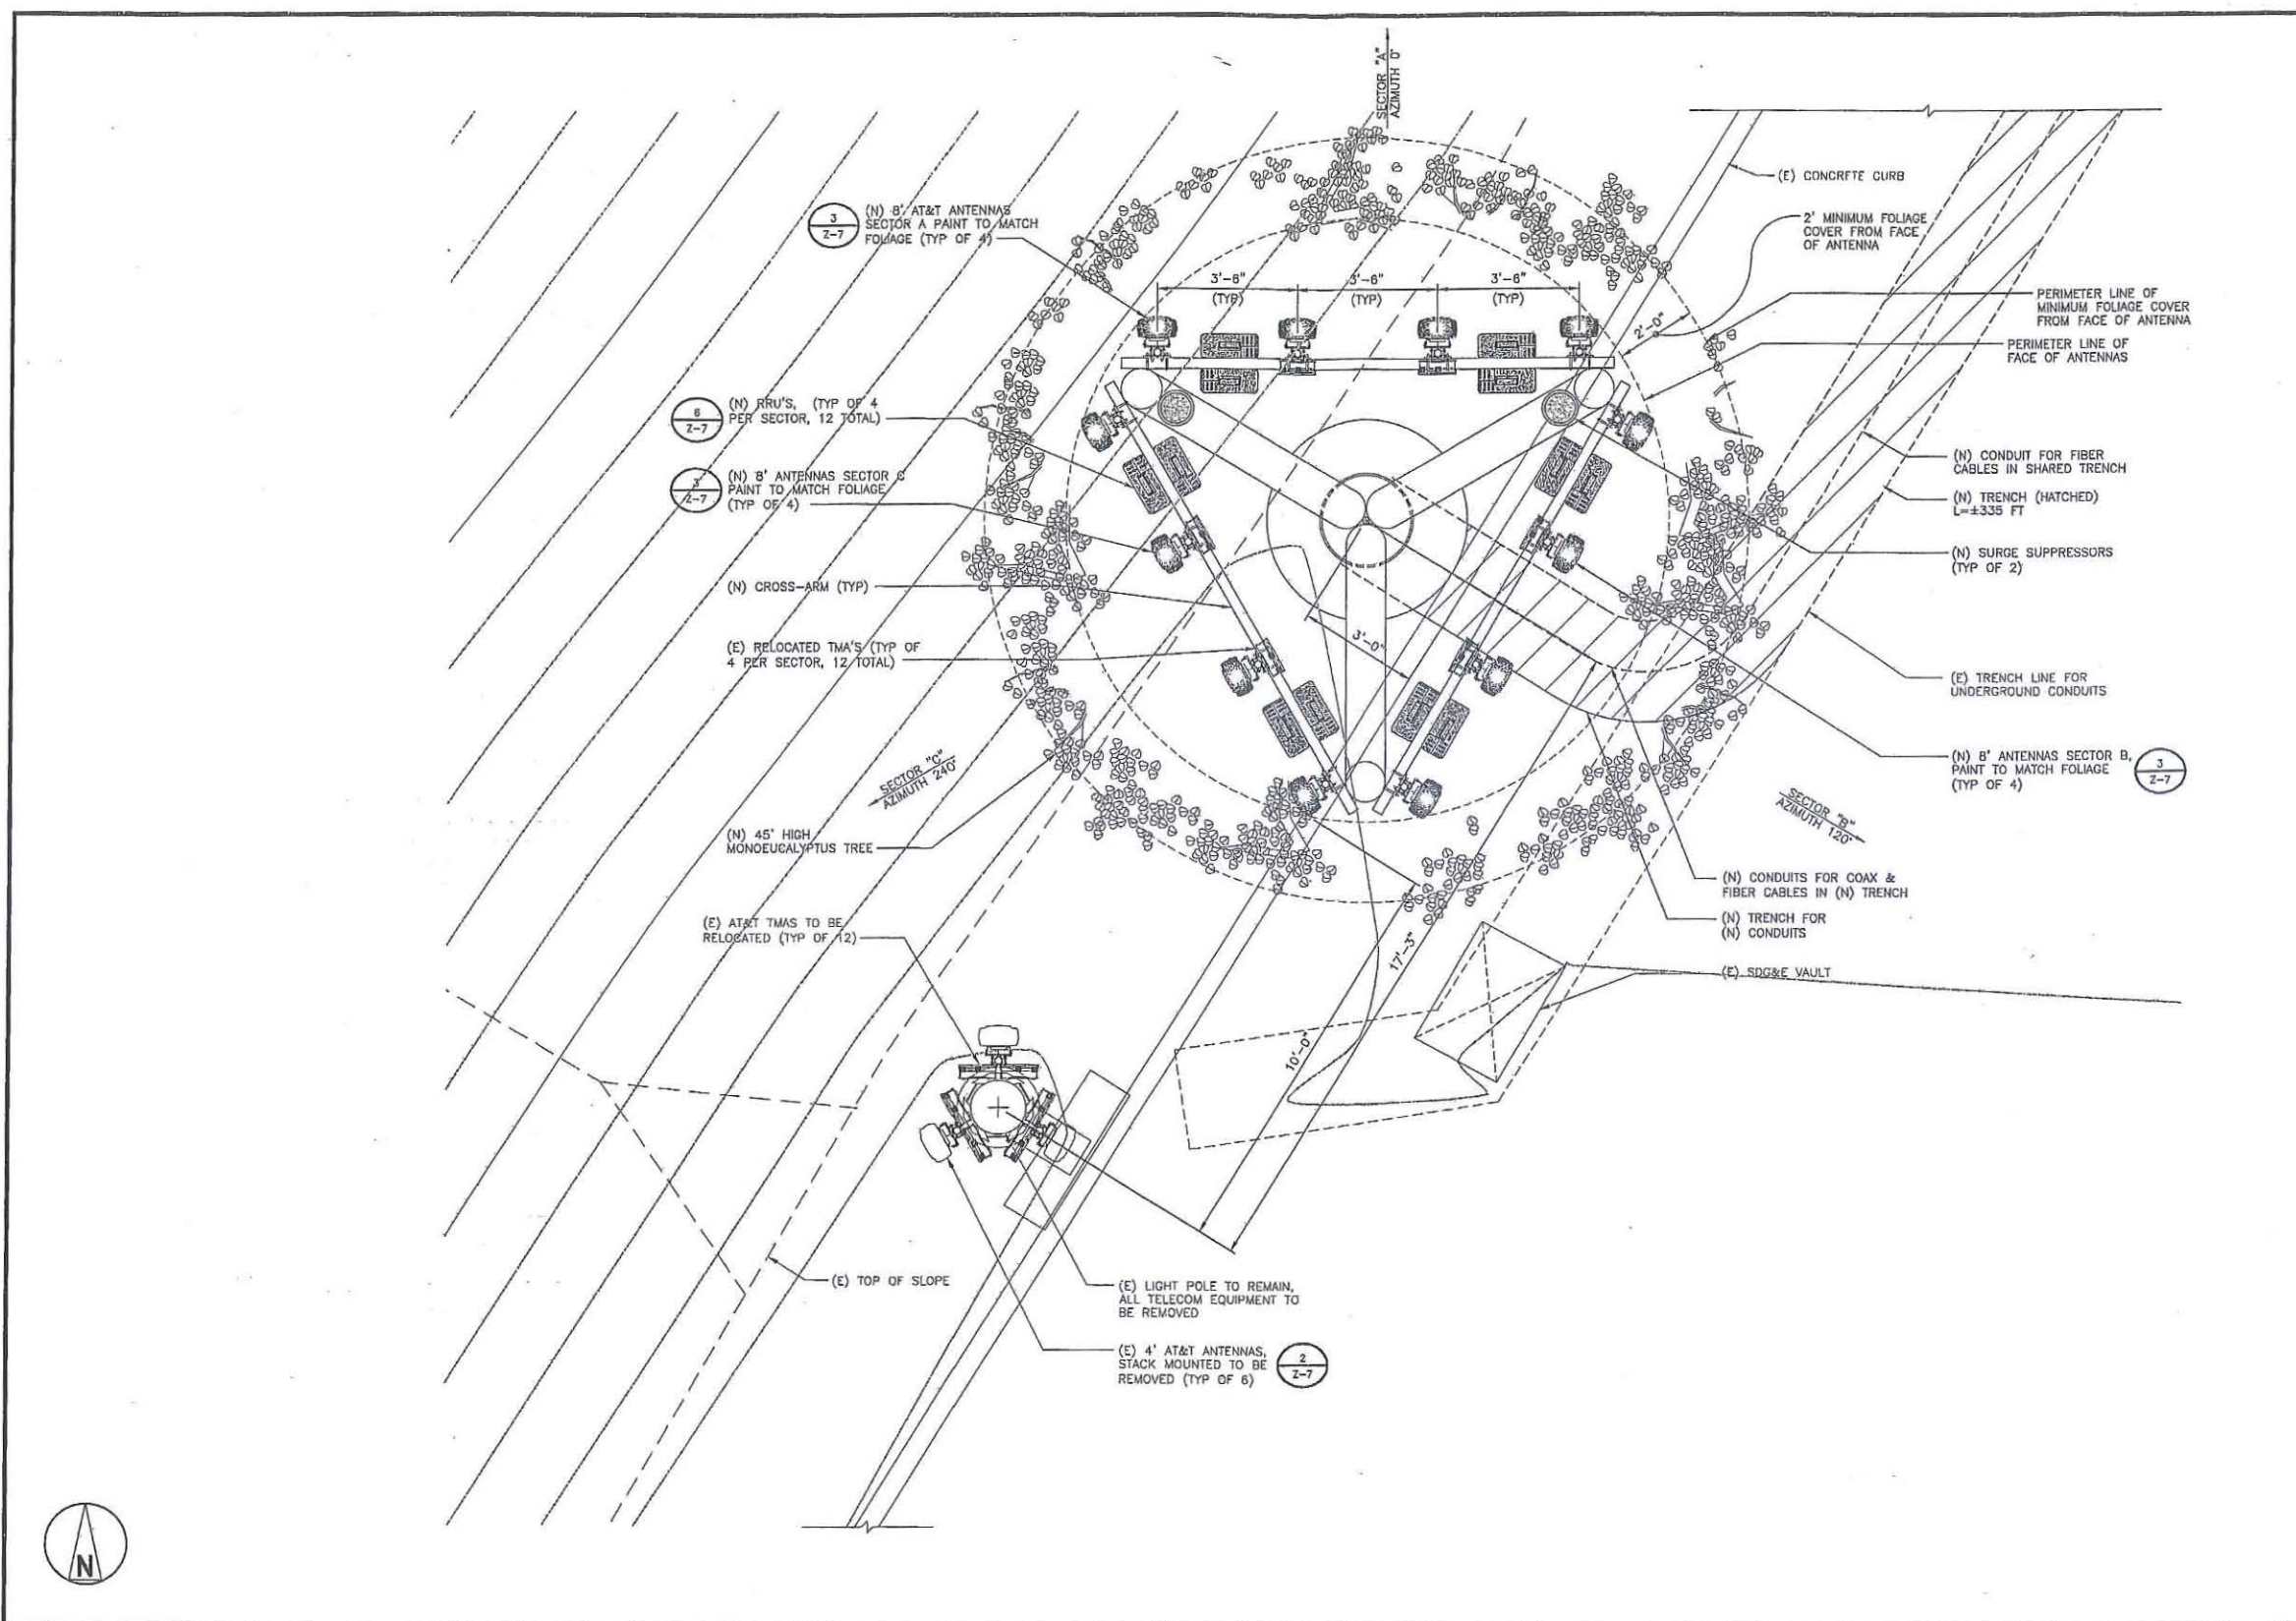 SECTOR "A"
AZIMUTH 0°
3
Z-7
(N) 8' AT&T ANTENNAS
SECTOR A PAINT TO MATCH
FOLIAGE (TYP OF 4)
(E) CONCRETE CURB
2' MINIMUM FOLIAGE
COVER FROM FACE
OF ANTENNA
3'-6"
(TYP)
3'-6"
(TYP)
3'-6"
(TYP)
2'-0"
PERIMETER LINE OF
MINIMUM FOLIAGE COVER
FROM FACE OF ANTENNA
PERIMETER LINE OF
FACE OF ANTENNAS
6
Z-7
(N) RRU'S, (TYP OF 4
PER SECTOR, 12 TOTAL)
3
Z-7
(N) 8' ANTENNAS SECTOR C
PAINT TO MATCH FOLIAGE
(TYP OF 4)
(N) CONDUIT FOR FIBER
CABLES IN SHARED TRENCH
(N) TRENCH (HATCHED)
L=±335 FT
(N) SURGE SUPPRESSORS
(TYP OF 2)
(N) CROSS-ARM (TYP)
(E) RELOCATED TMA'S (TYP OF
4 PER SECTOR, 12 TOTAL)
3'-0"
(E) TRENCH LINE FOR
UNDERGROUND CONDUITS
(N) 8' ANTENNAS SECTOR B,
PAINT TO MATCH FOLIAGE
(TYP OF 4)
3
Z-7
SECTOR "C"
AZIMUTH 240°
SECTOR "B"
AZIMUTH 120°
(N) 45' HIGH
MONOEUCALYPTUS TREE
(N) CONDUITS FOR COAX &
FIBER CABLES IN (N) TRENCH
(N) TRENCH FOR
(N) CONDUITS
(E) AT&T TMAS TO BE
RELOCATED (TYP OF 12)
17'-3"
(E) SDG&E VAULT
10'-0"
(E) TOP OF SLOPE
(E) LIGHT POLE TO REMAIN,
ALL TELECOM EQUIPMENT TO
BE REMOVED
(E) 4' AT&T ANTENNAS,
STACK MOUNTED TO BE
REMOVED (TYP OF 6)
2
Z-7
N